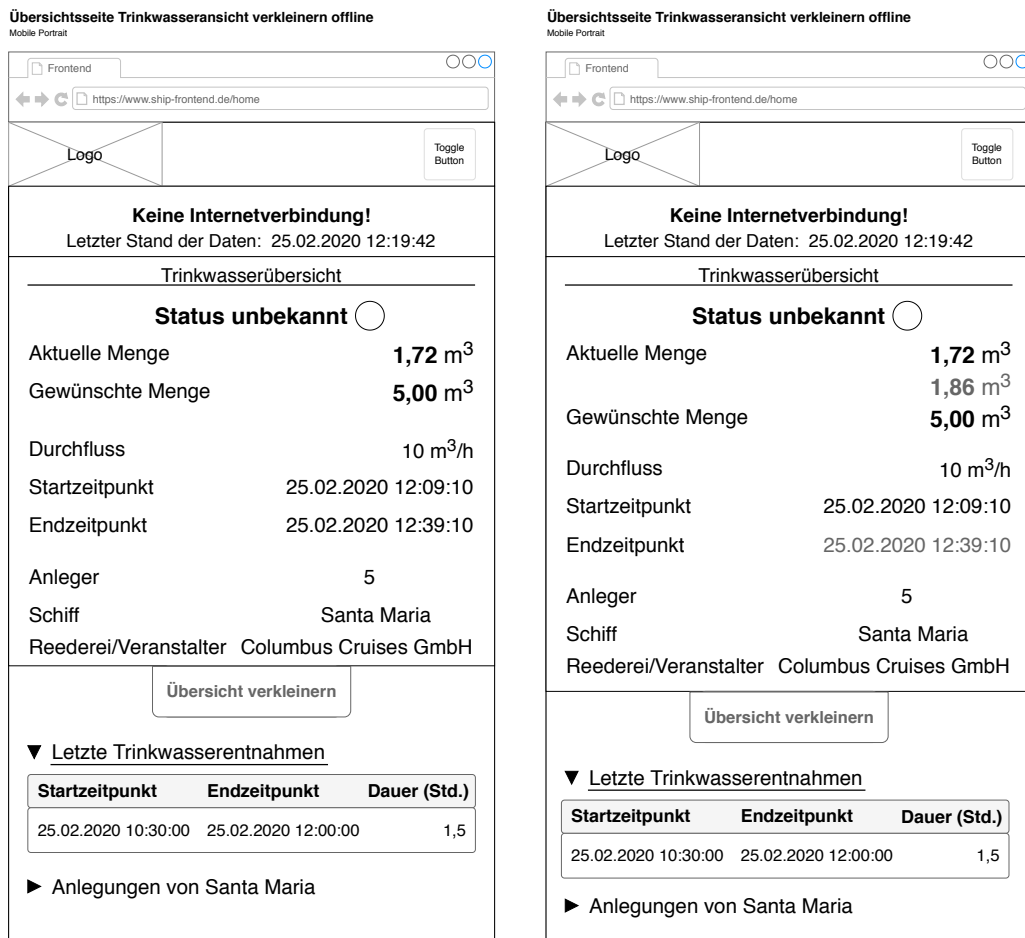 Übersichtsseite Trinkwasseransicht verkleinern offline
Mobile Portrait
Frontend
https://www.ship-frontend.de/home
Logo
Toggle
Button
Keine Internetverbindung!
Letzter Stand der Daten: 25.02.2020 12:19:42
Trinkwasserübersicht
Status unbekannt
Aktuelle Menge 1,72 m³
Gewünschte Menge 5,00 m³
Durchfluss 10 m³/h
Startzeitpunkt 25.02.2020 12:09:10
Endzeitpunkt 25.02.2020 12:39:10
Anleger 5
Schiff Santa Maria
Reederei/Veranstalter Columbus Cruises GmbH
Übersicht verkleinern
▼ Letzte Trinkwasserentnahmen
Startzeitpunkt Endzeitpunkt Dauer (Std.)
25.02.2020 10:30:00 25.02.2020 12:00:00 1,5
► Anlegungen von Santa Maria
Übersichtsseite Trinkwasseransicht verkleinern offline
Mobile Portrait
Frontend
https://www.ship-frontend.de/home
Logo
Toggle
Button
Keine Internetverbindung!
Letzter Stand der Daten: 25.02.2020 12:19:42
Trinkwasserübersicht
Status unbekannt
Aktuelle Menge 1,72 m³
1,86 m³
Gewünschte Menge 5,00 m³
Durchfluss 10 m³/h
Startzeitpunkt 25.02.2020 12:09:10
Endzeitpunkt 25.02.2020 12:39:10
Anleger 5
Schiff Santa Maria
Reederei/Veranstalter Columbus Cruises GmbH
Übersicht verkleinern
▼ Letzte Trinkwasserentnahmen
Startzeitpunkt Endzeitpunkt Dauer (Std.)
25.02.2020 10:30:00 25.02.2020 12:00:00 1,5
► Anlegungen von Santa Maria